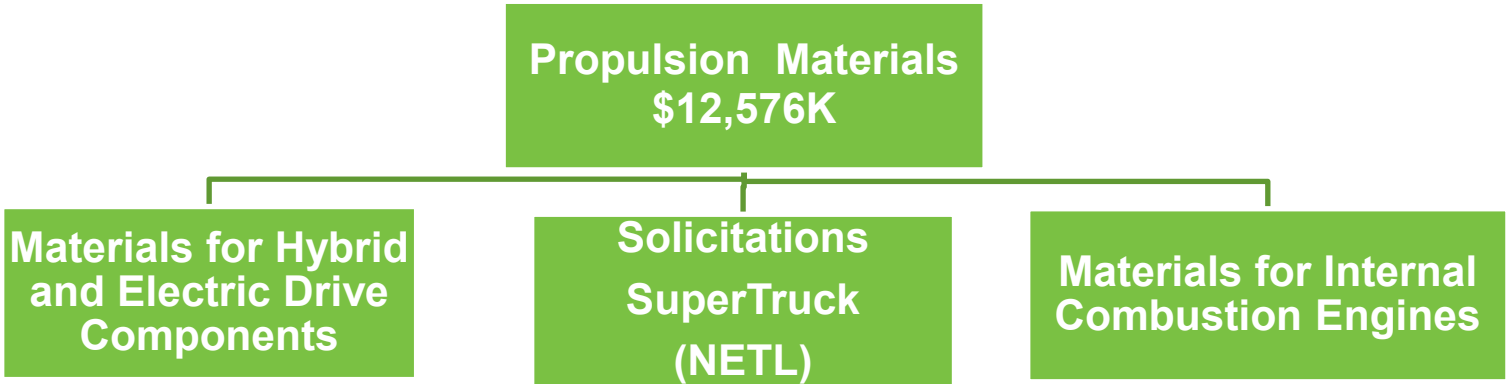 Propulsion Materials
$12,576K
Materials for Hybrid
and Electric Drive
Components
Solicitations
SuperTruck
(NETL)
Materials for Internal
Combustion Engines